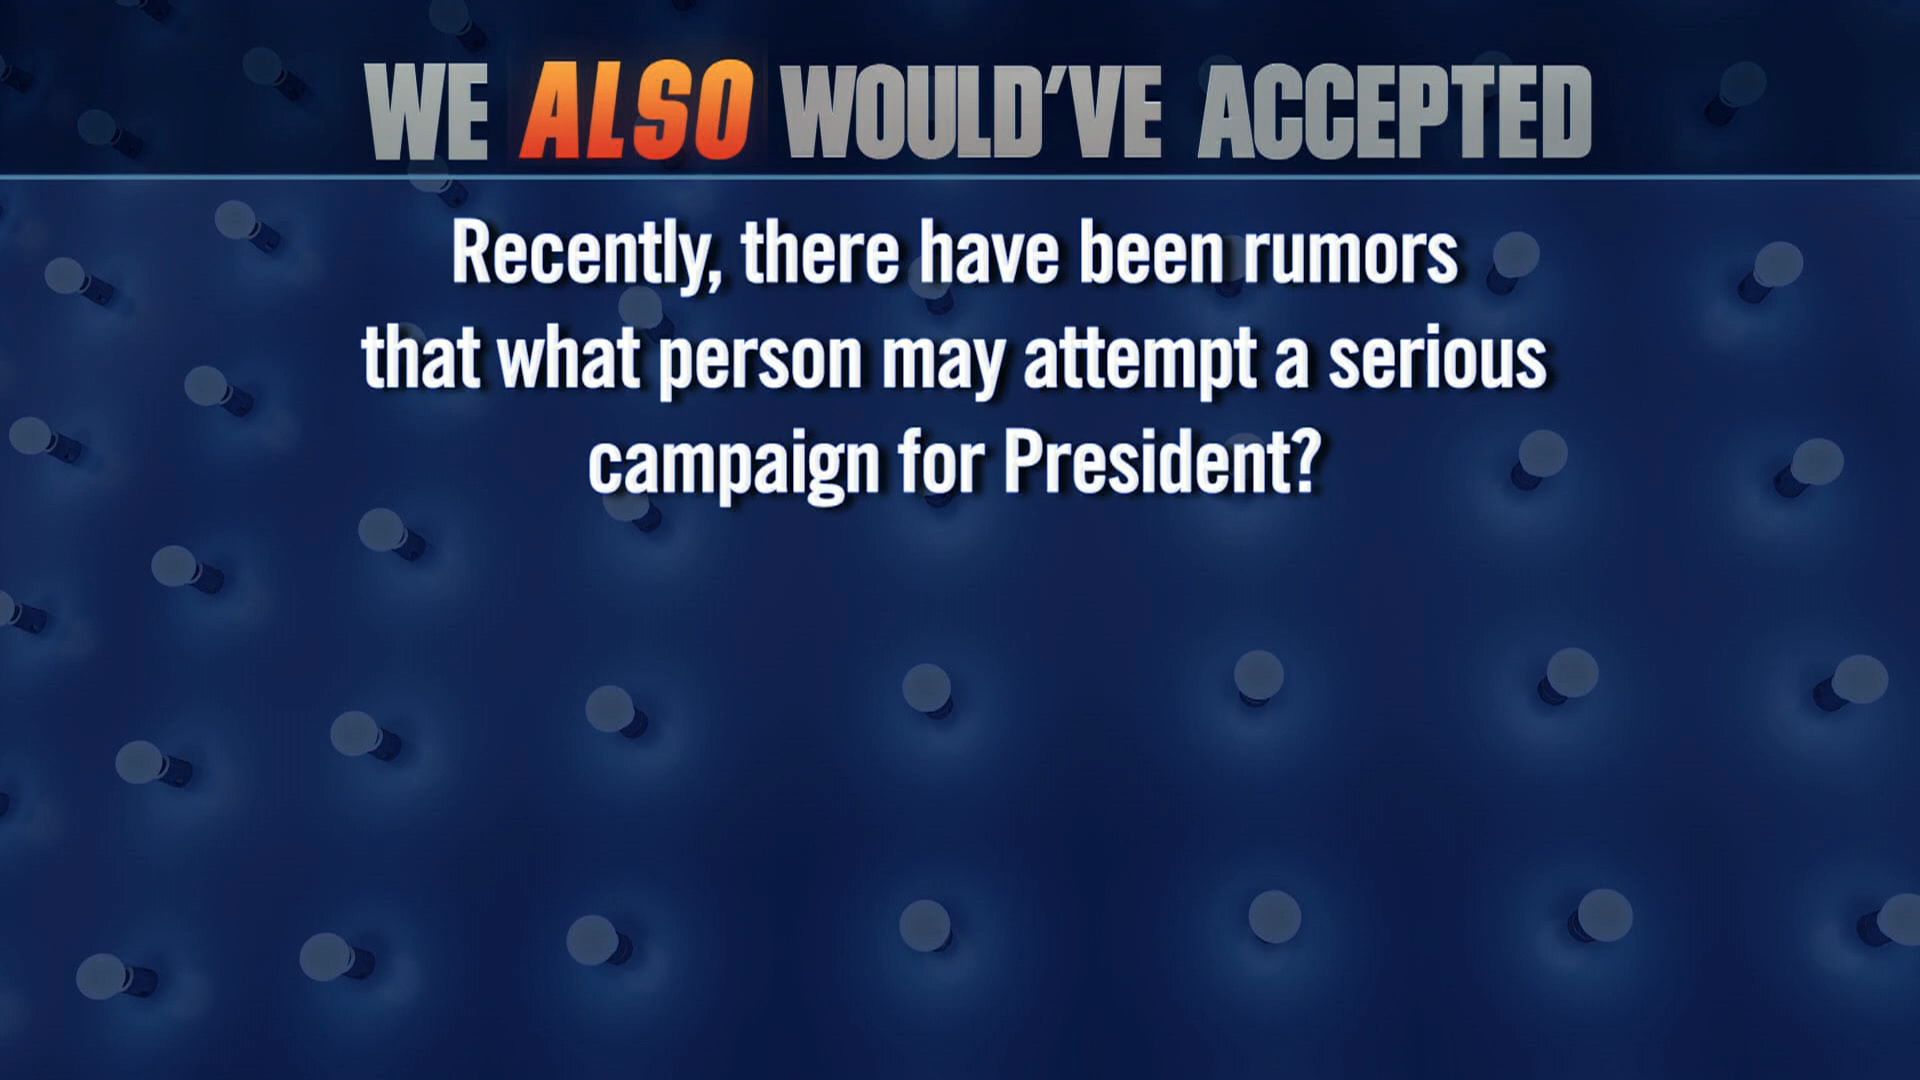 WE ALSO WOULD'VE ACCEPTED
Recently, there have been rumors
that what person may attempt a serious
campaign for President?